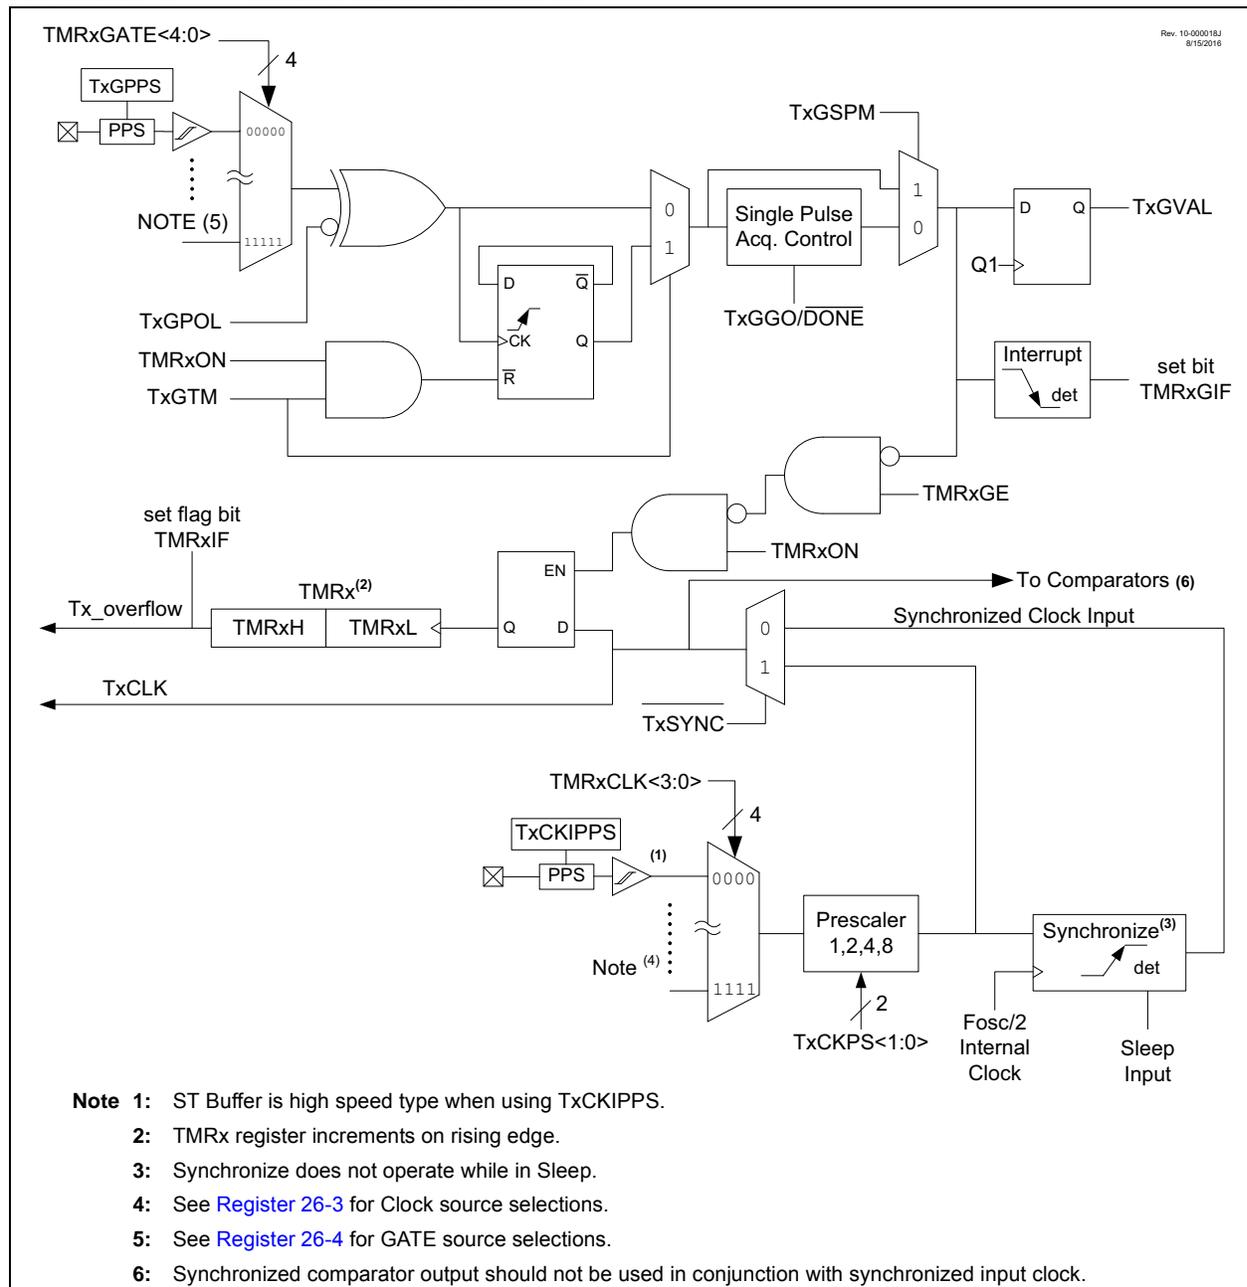 Rev. 10-000018J
8/15/2016
TMRxGATE<4:0>
4
TxGPPS
PPS
00000
NOTE (5)
11111
TxGPOL
TMRxON
TxGTM
D
Q̅
CK
Q
R̅
0
1
TxGSPM
Single Pulse
Acq. Control
1
0
TxGGO/D̅O̅N̅E̅
D
Q
Q1
TxGVAL
Interrupt
det
set bit
TMRxGIF
TMRxGE
TMRxON
set flag bit
TMRxIF
Tx_overflow
TMRx(2)
TMRxH
TMRxL
EN
Q
D
TxCLK
To Comparators (6)
0
1
Synchronized Clock Input
T̅x̅S̅Y̅N̅C̅
TMRxCLK<3:0>
4
TxCKIPPS
PPS
(1)
0000
Note (4)
1111
Prescaler
1,2,4,8
2
TxCKPS<1:0>
Synchronize(3)
det
Fosc/2
Internal
Clock
Sleep
Input
Note 1: ST Buffer is high speed type when using TxCKIPPS.
2: TMRx register increments on rising edge.
3: Synchronize does not operate while in Sleep.
4: See Register 26-3 for Clock source selections.
5: See Register 26-4 for GATE source selections.
6: Synchronized comparator output should not be used in conjunction with synchronized input clock.